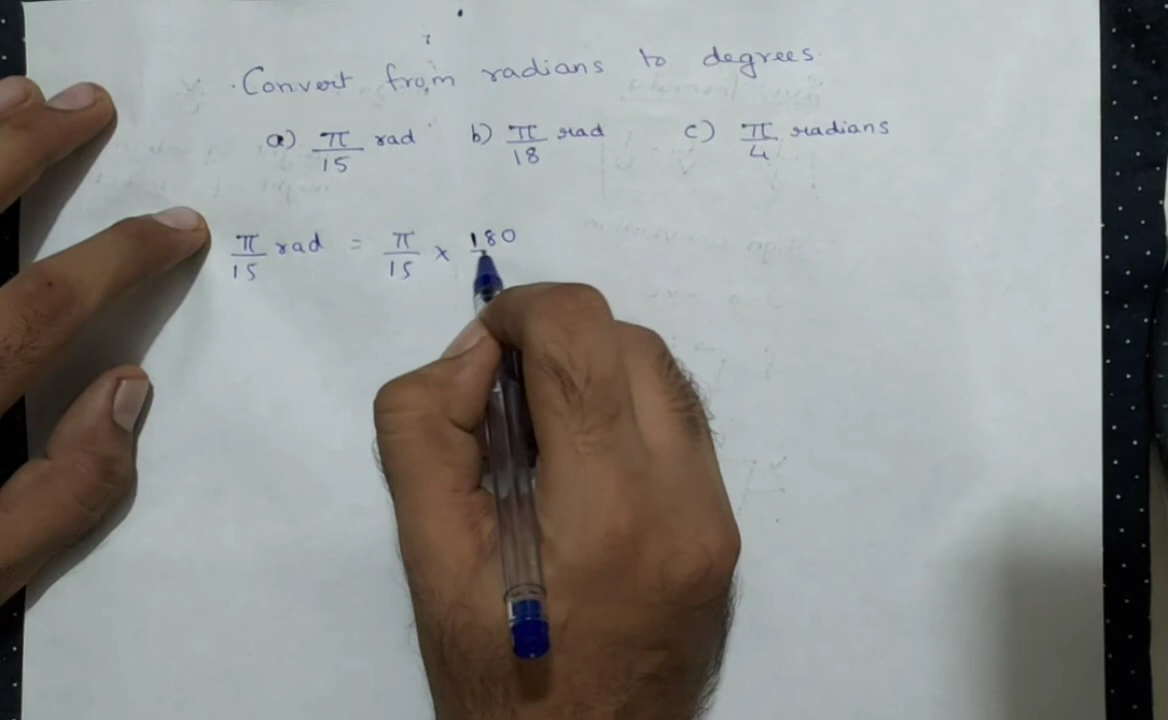 Convert from radians to degrees
a) π/15 rad b) π/18 rad c) π/4 radians
π/15 rad = π/15 × 180